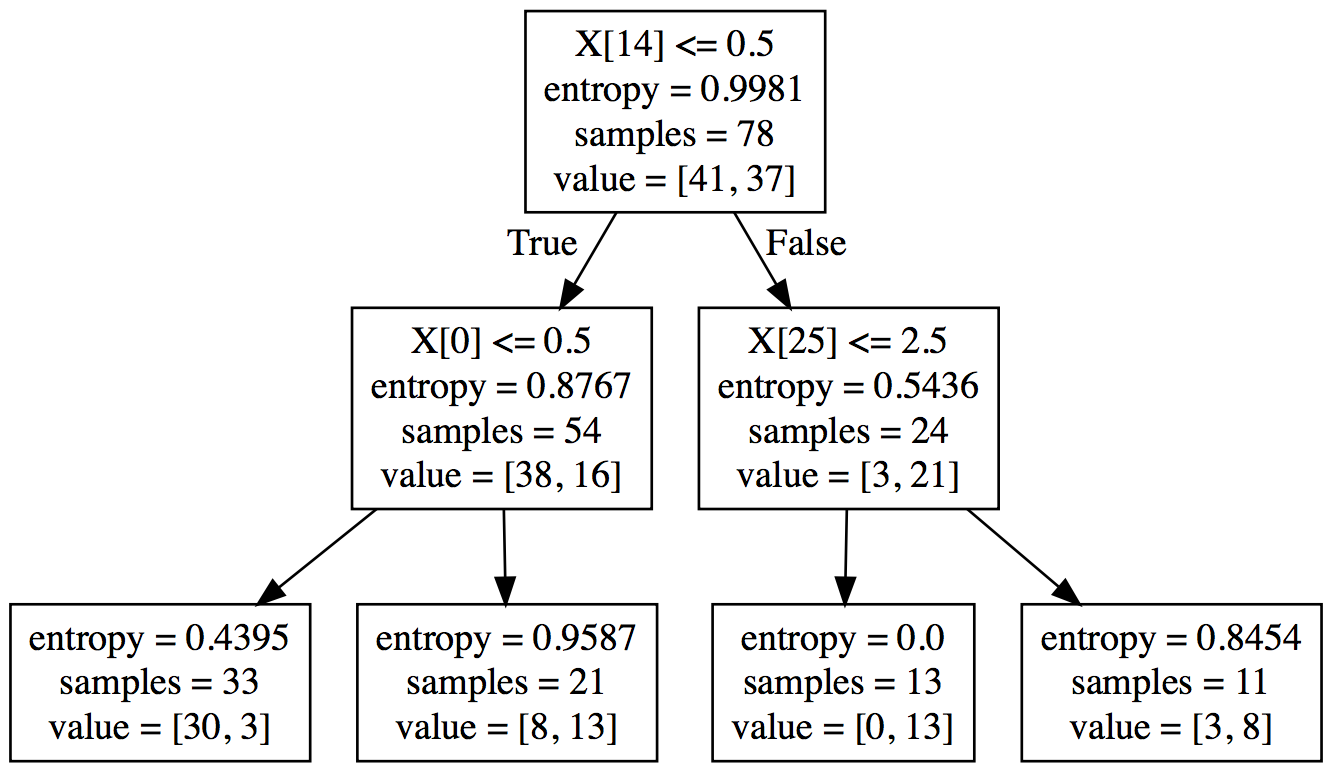 X[14] <= 0.5
entropy = 0.9981
samples = 78
value = [41, 37]
True
False
X[0] <= 0.5
entropy = 0.8767
samples = 54
value = [38, 16]
X[25] <= 2.5
entropy = 0.5436
samples = 24
value = [3, 21]
entropy = 0.4395
samples = 33
value = [30, 3]
entropy = 0.9587
samples = 21
value = [8, 13]
entropy = 0.0
samples = 13
value = [0, 13]
entropy = 0.8454
samples = 11
value = [3, 8]